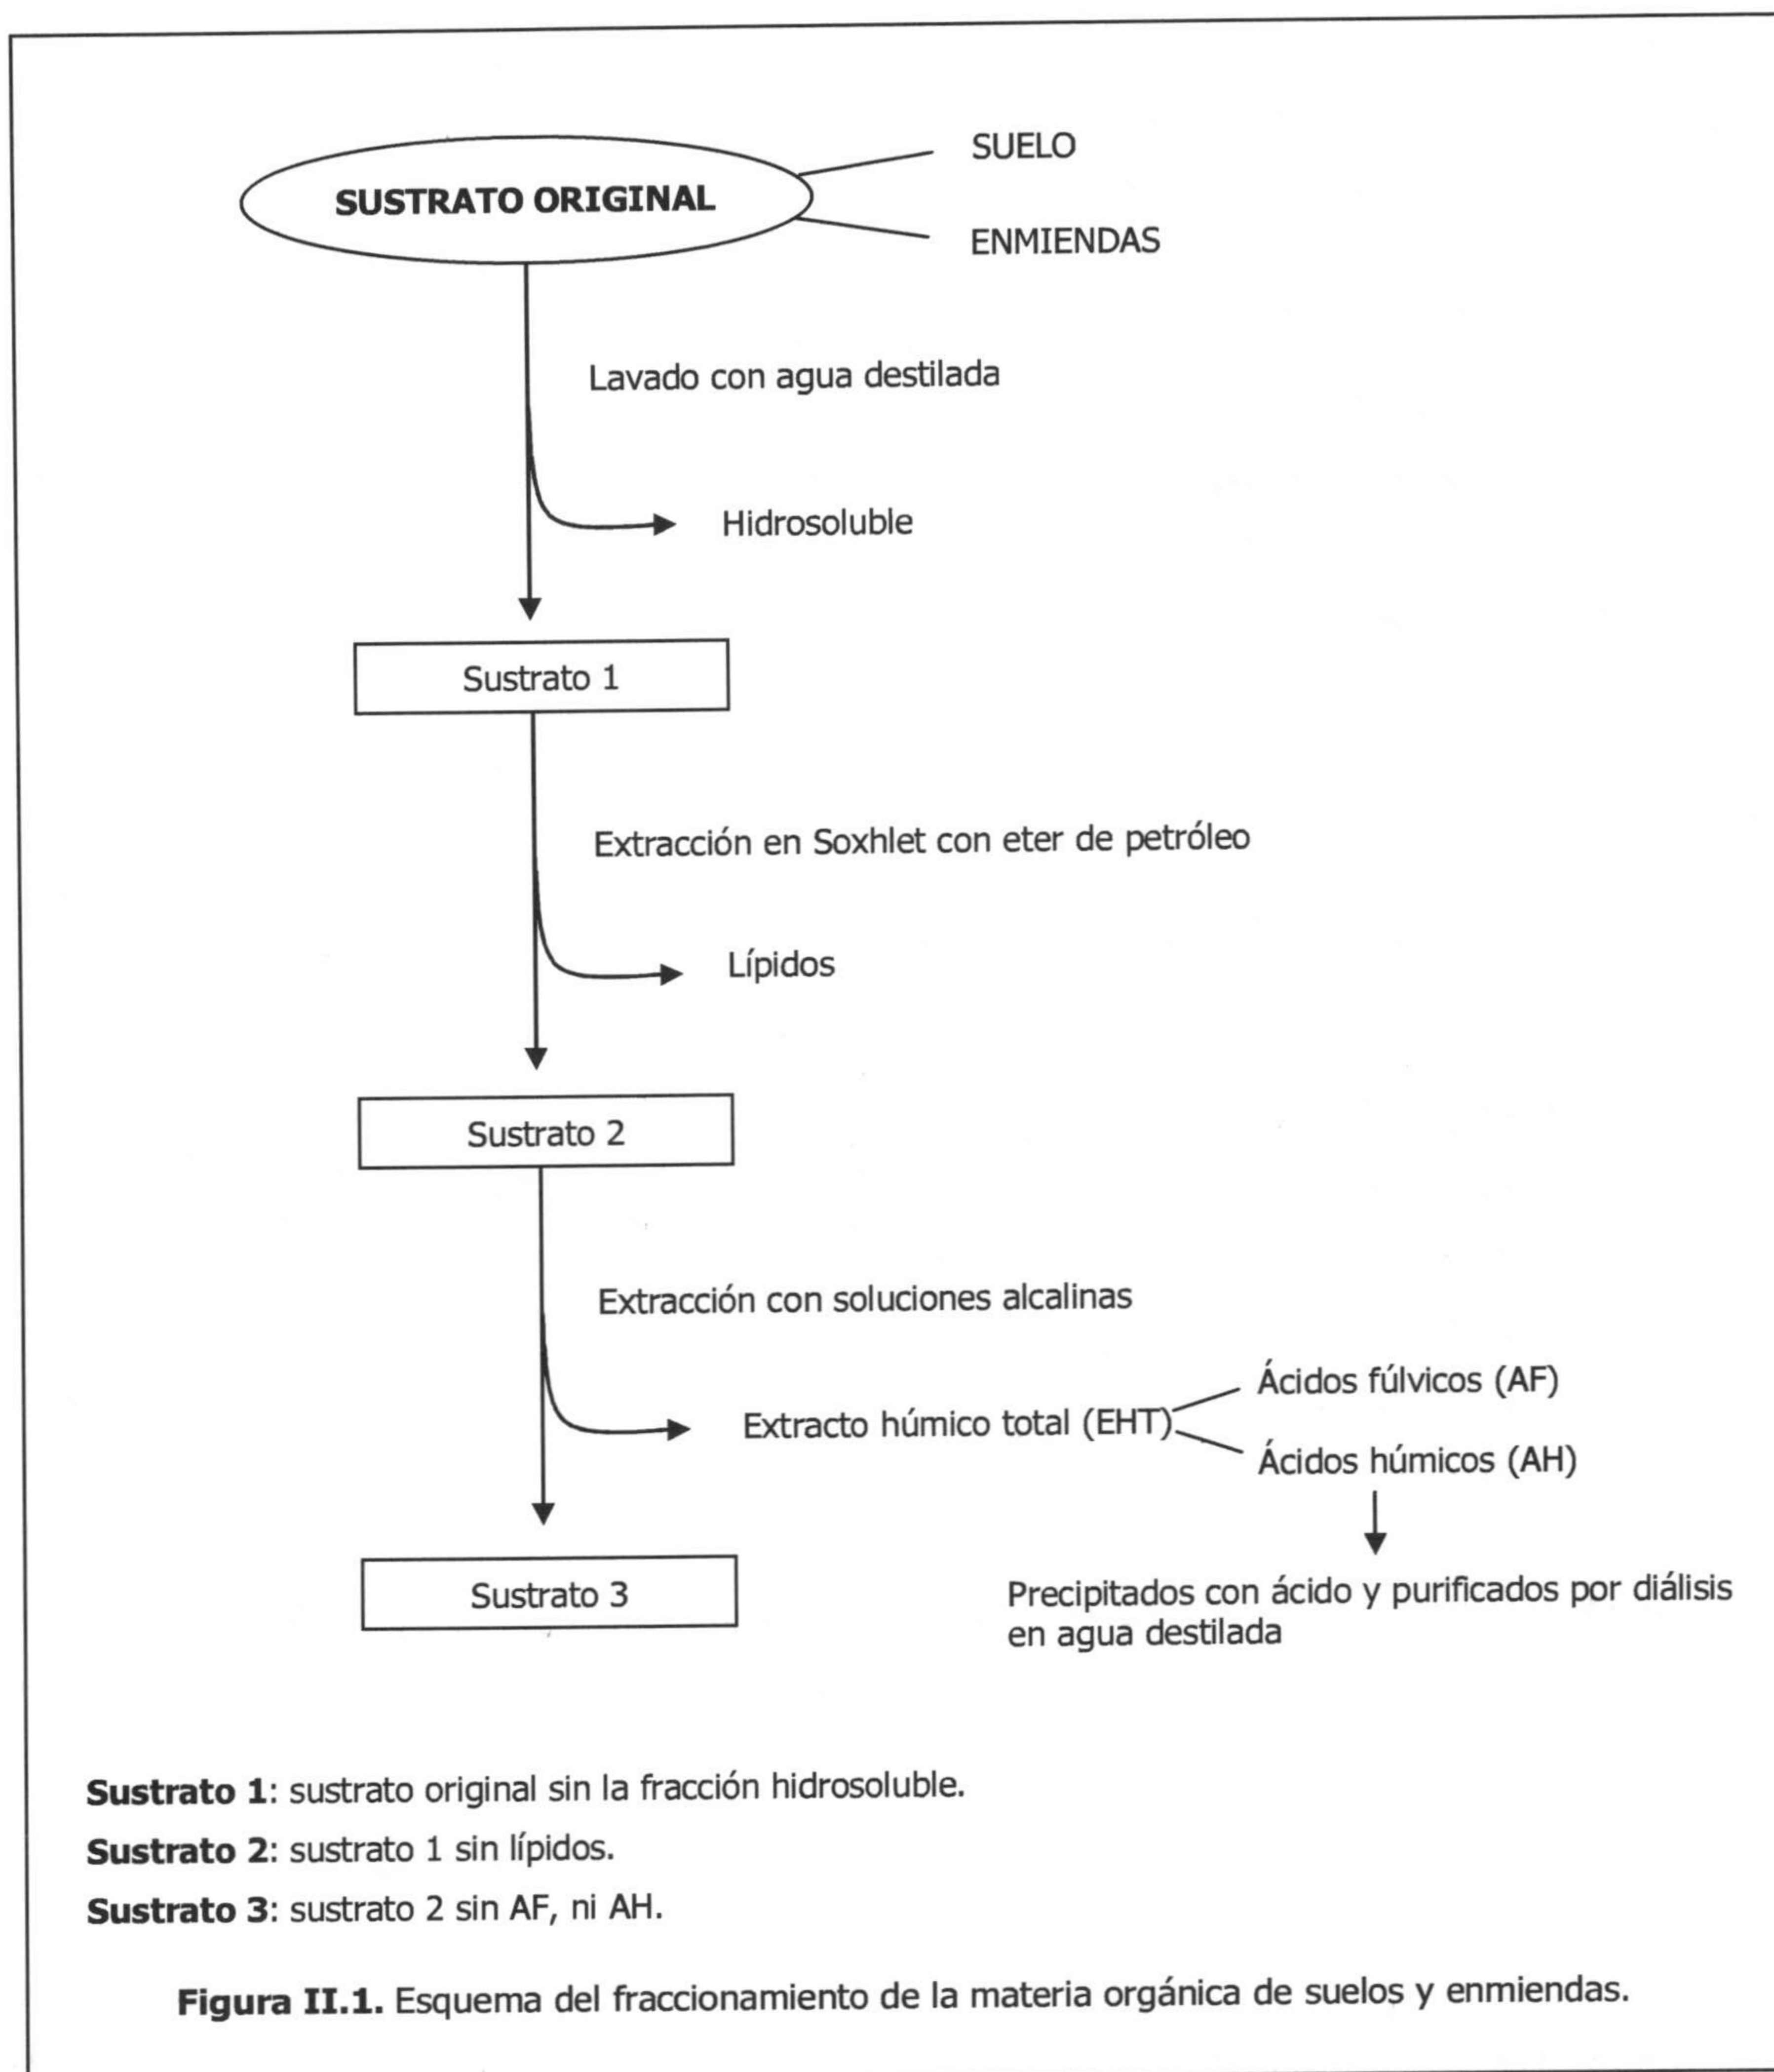 SUELO
SUSTRATO ORIGINAL
ENMIENDAS
Lavado con agua destilada
Hidrosoluble
Sustrato 1
Extracción en Soxhlet con eter de petróleo
Lípidos
Sustrato 2
Extracción con soluciones alcalinas
Ácidos fúlvicos (AF)
Extracto húmico total (EHT)
Ácidos húmicos (AH)
Sustrato 3
Precipitados con ácido y purificados por diálisis
en agua destilada
Sustrato 1: sustrato original sin la fracción hidrosoluble.
Sustrato 2: sustrato 1 sin lípidos.
Sustrato 3: sustrato 2 sin AF, ni AH.
Figura II.1. Esquema del fraccionamiento de la materia orgánica de suelos y enmiendas.